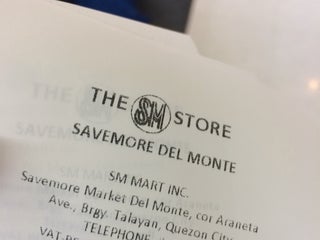 THE SM STORE
SAVEMORE DEL MONTE
SM MART INC.
Savemore Market Del Monte, cor Araneta
Ave., Brgy. Talayan, Quezon City
TELEPHONE